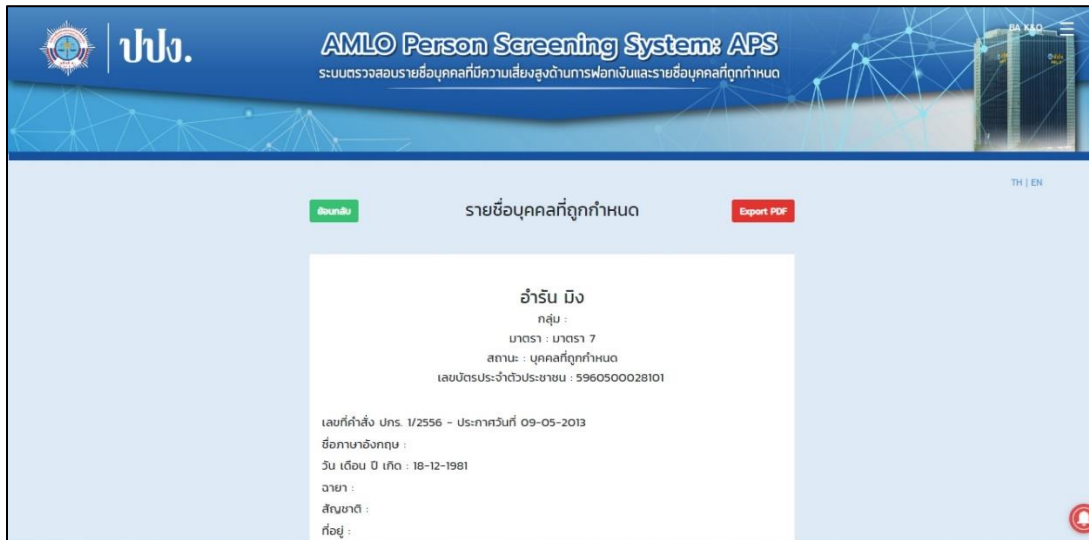 ปปง.
AMLO Person Screening System: APS
ระบบตรวจสอบรายชื่อบุคคลที่มีความเสี่ยงสูงด้านการฟอกเงินและรายชื่อบุคคลที่ถูกกำหนด
BA K&O
TH | EN
ย้อนกลับ
รายชื่อบุคคลที่ถูกกำหนด
Export PDF
อำรัน มิง
กลุ่ม :
มาตรา : มาตรา 7
สถานะ : บุคคลที่ถูกกำหนด
เลขบัตรประจำตัวประชาชน : 5960500028101
เลขที่คำสั่ง ปกร. 1/2556 - ประกาศวันที่ 09-05-2013
ชื่อภาษาอังกฤษ :
วัน เดือน ปี เกิด : 18-12-1981
ฉายา :
สัญชาติ :
ที่อยู่ :